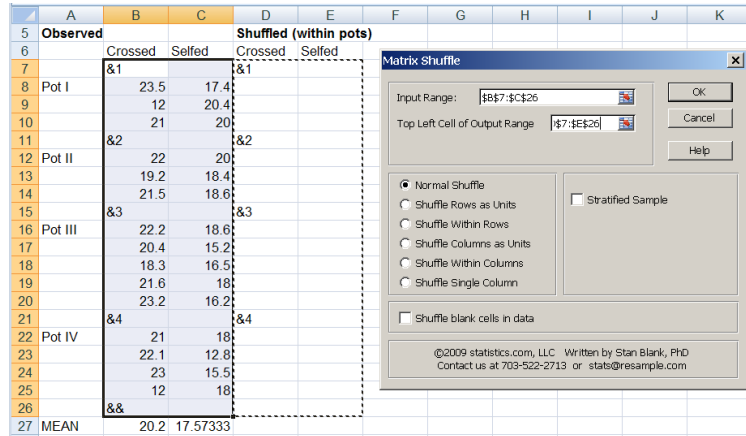 A B C D E F G H I J K
5 Observed Shuffled (within pots)
6 Crossed Selfed Crossed Selfed
7 &1 &1
8 Pot I 23.5 17.4
9 12 20.4
10 21 20
11 &2 &2
12 Pot II 22 20
13 19.2 18.4
14 21.5 18.6
15 &3 &3
16 Pot III 22.2 18.6
17 20.4 15.2
18 18.3 16.5
19 21.6 18
20 23.2 16.2
21 &4 &4
22 Pot IV 21 18
23 22.1 12.8
24 23 15.5
25 12 18
26 &&
27 MEAN 20.2 17.57333
Matrix Shuffle
Input Range: $B$7:$C$26
OK
Top Left Cell of Output Range $7:$E$26
Cancel
Help
Normal Shuffle
Shuffle Rows as Units
Shuffle Within Rows
Shuffle Columns as Units
Shuffle Within Columns
Shuffle Single Column
Stratified Sample
Shuffle blank cells in data
©2009 statistics.com, LLC Written by Stan Blank, PhD
Contact us at 703-522-2713 or stats@resample.com